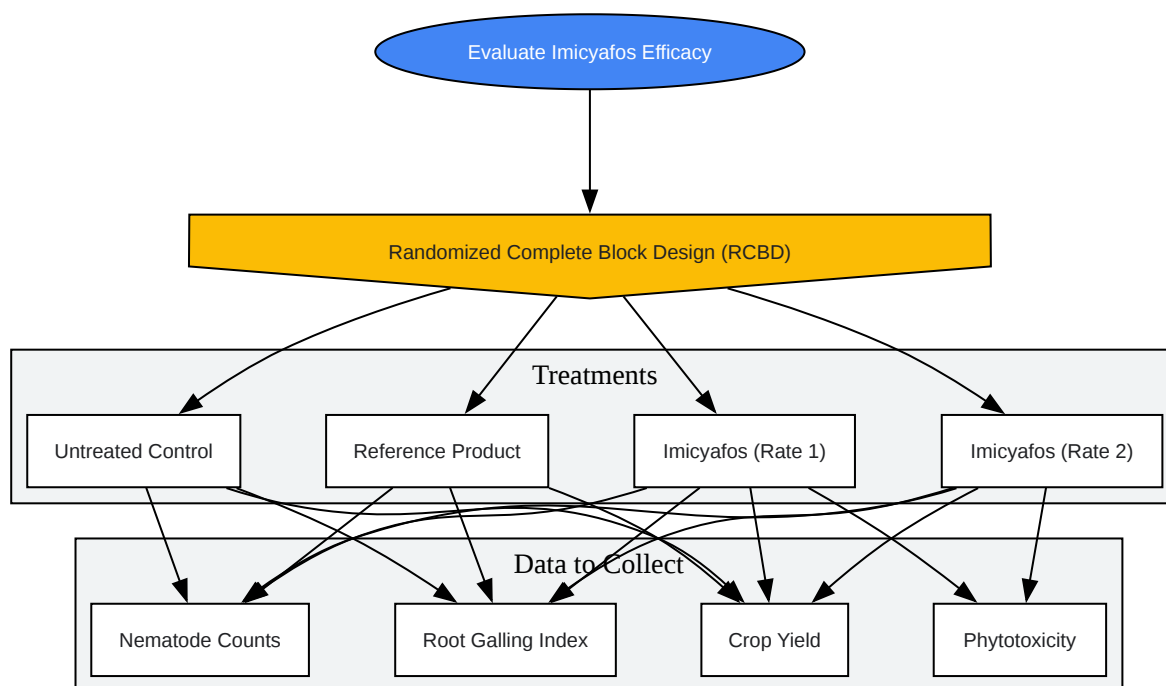 Evaluate Imicyafos Efficacy
Randomized Complete Block Design (RCBD)
Treatments
Untreated Control
Reference Product
Imicyafos (Rate 1)
Imicyafos (Rate 2)
Data to Collect
Nematode Counts
Root Galling Index
Crop Yield
Phytotoxicity